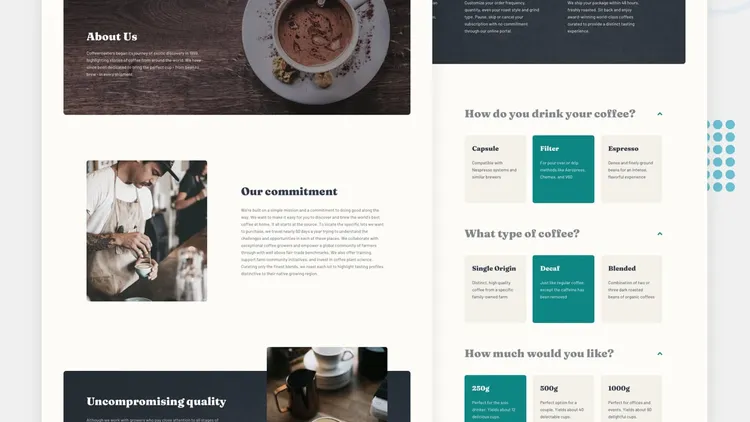 About Us
Coffeeroasters began its journey of exotic discovery in 1999,
highlighting stories of coffee from around the world. We have
since been dedicated to bring the perfect cup - from bean to
brew - in every shipment.
Our commitment
We're built on a simple mission and a commitment to doing good along the
way. We want to make it easy for you to discover and brew the world's best
coffee at home. It all starts at the source. To locate the specific lots we want
to purchase, we travel nearly 60 days a year trying to understand the
challenges and opportunities in each of these places. We collaborate with
exceptional coffee growers and empower a global community of farmers
through with well above fair-trade benchmarks. We also offer training,
support farm community initiatives, and invest in coffee plant science.
Curating only the finest blends, we roast each lot to highlight tasting profiles
distinctive to their native growing region.
Uncompromising quality
Although we work with growers who pay close attention to all stages of
Customize your order frequency,
quantity, even your roast style and grind
type. Pause, skip or cancel your
subscription with no commitment
through our online portal.
We ship your package within 48 hours,
freshly roasted. Sit back and enjoy
award-winning world-class coffees
curated to provide a distinct tasting
experience.
How do you drink your coffee?
Capsule
Compatible with
Nespresso systems and
similar brewers
Filter
For pour over or drip
methods like Aeropress,
Chemex, and V60
Espresso
Dense and finely ground
beans for an intense,
flavorful experience
What type of coffee?
Single Origin
Distinct, high quality
coffee from a specific
family-owned farm
Decaf
Just like regular coffee,
except the caffeine has
been removed
Blended
Combination of two or
three dark roasted
beans of organic coffees
How much would you like?
250g
Perfect for the solo
drinker. Yields about 12
delicious cups.
500g
Perfect option for a
couple. Yields about 40
delectable cups.
1000g
Perfect for offices and
events. Yields about 90
delightful cups.